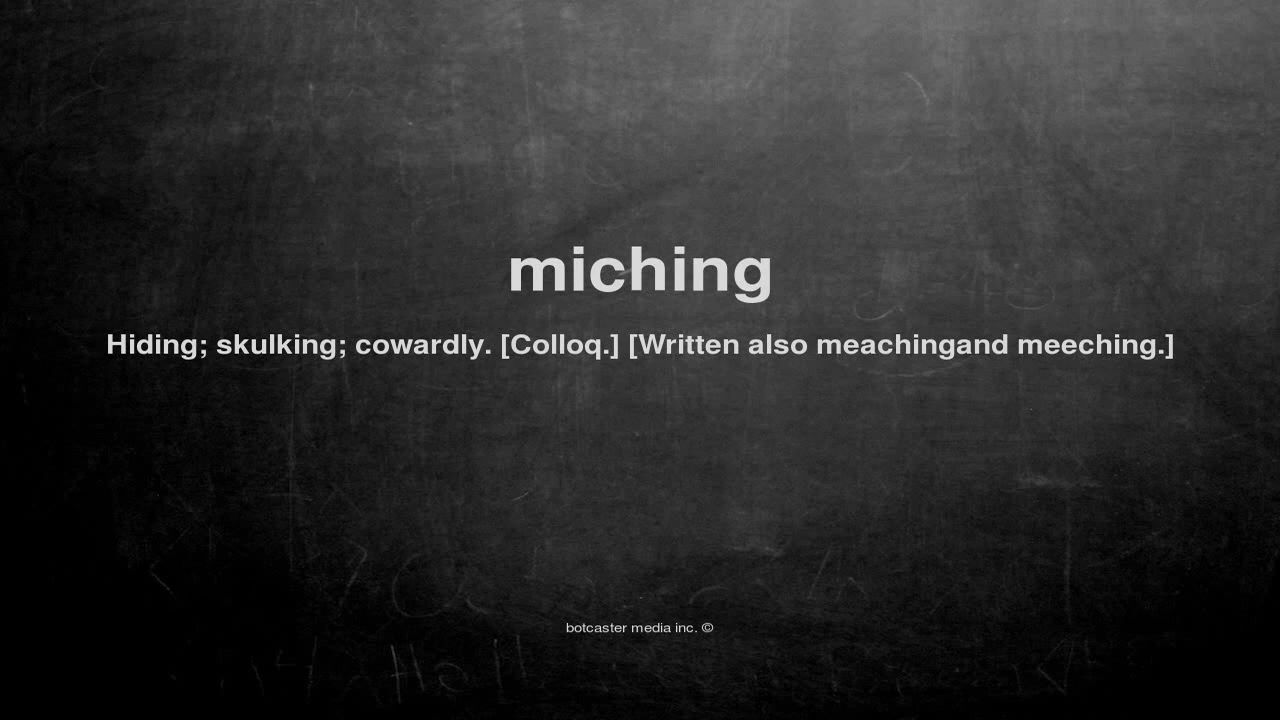 miching
Hiding; skulking; cowardly. [Colloq.] [Written also meachingand meeching.]
botcaster media inc. ©